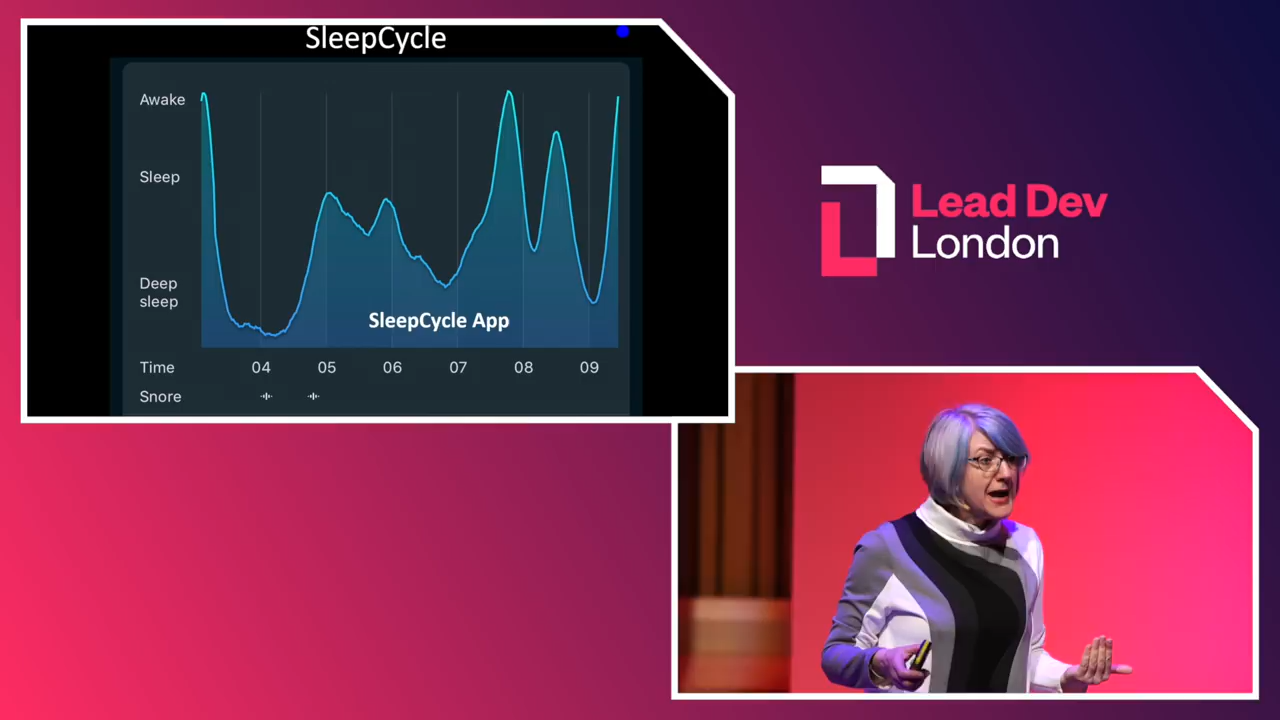 SleepCycle
Awake
Sleep
Deep
sleep
SleepCycle App
Time 04 05 06 07 08 09
Snore
Lead Dev
London